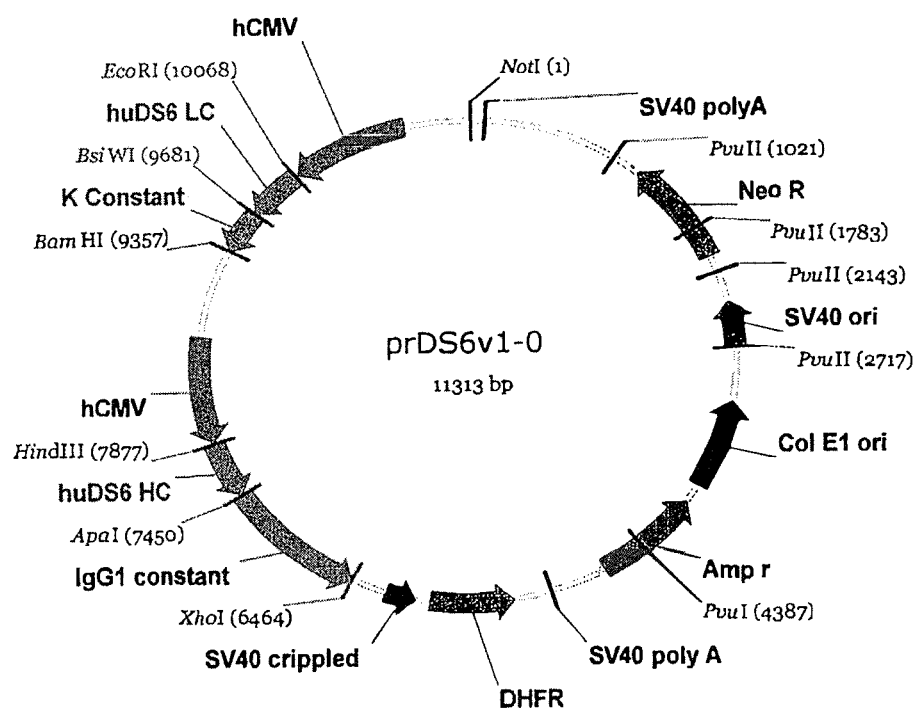 hCMV
EcoRI (10068)
NotI (1)
huDS6 LC
SV40 polyA
BsiWI (9681)
PvuII (1021)
K Constant
Neo R
BamHI (9357)
PvuII (1783)
PvuII (2143)
SV40 ori
prDS6v1-0
PvuII (2717)
11313 bp
hCMV
Col E1 ori
HindIII (7877)
huDS6 HC
ApaI (7450)
IgG1 constant
Amp r
XhoI (6464)
PvuI (4387)
SV40 crippled
SV40 poly A
DHFR